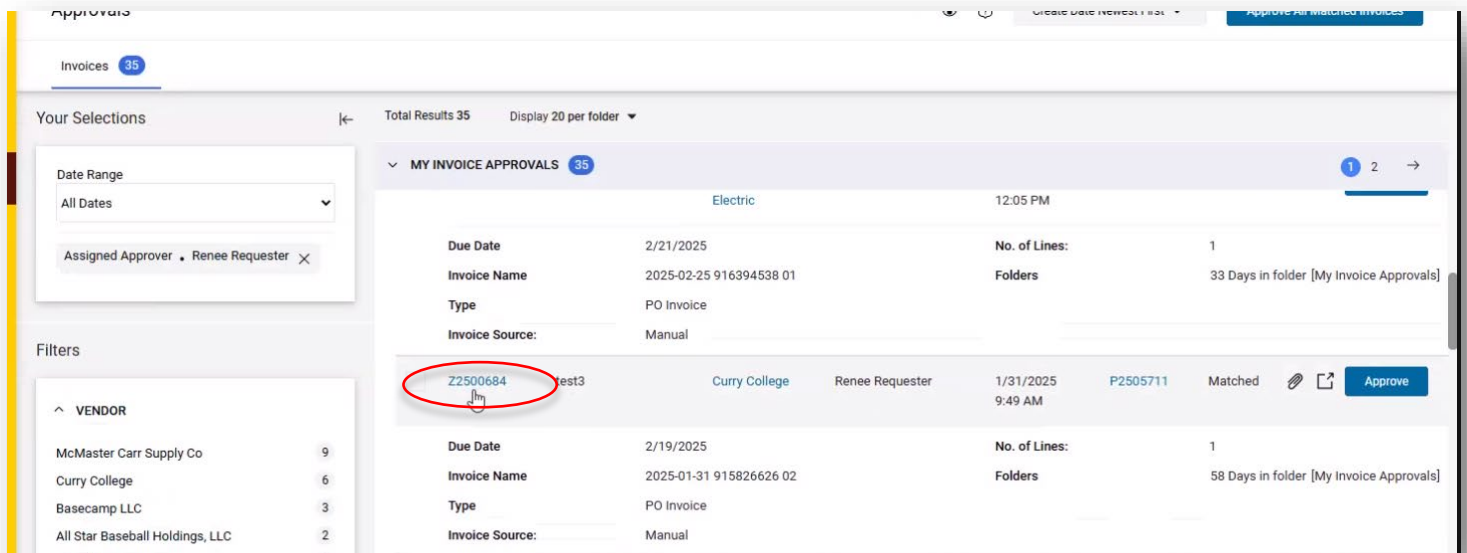 Approvals
Create Date Newest First
Approve All Matched Invoices
Invoices 35
Your Selections
Total Results 35 Display 20 per folder
Date Range
All Dates
Assigned Approver • Renee Requester
MY INVOICE APPROVALS 35
1 2
Electric 12:05 PM
Due Date 2/21/2025 No. of Lines: 1
Invoice Name 2025-02-25 916394538 01 Folders 33 Days in folder [My Invoice Approvals]
Type PO Invoice
Invoice Source: Manual
Filters
Z2500684 test3 Curry College Renee Requester 1/31/2025 P2505711 Matched Approve
9:49 AM
VENDOR
McMaster Carr Supply Co 9
Curry College 6
Basecamp LLC 3
All Star Baseball Holdings, LLC 2
Due Date 2/19/2025 No. of Lines: 1
Invoice Name 2025-01-31 915826626 02 Folders 58 Days in folder [My Invoice Approvals]
Type PO Invoice
Invoice Source: Manual